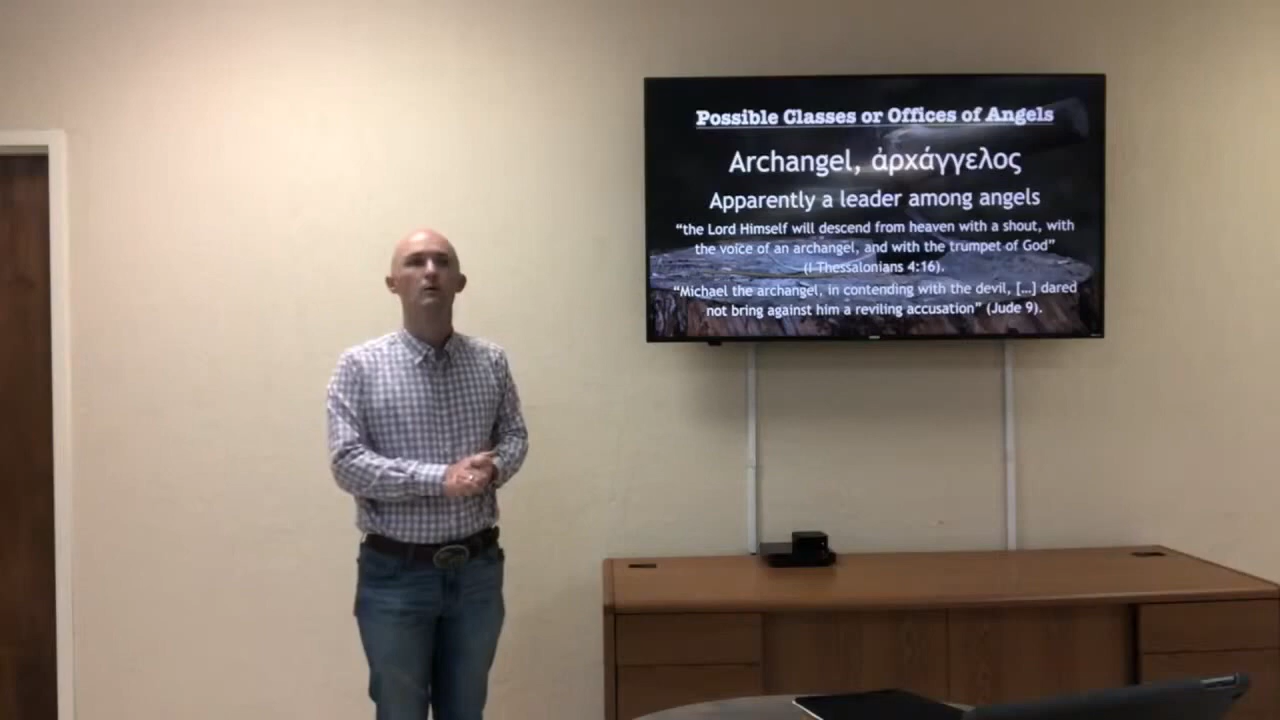 Possible Classes or Offices of Angels
Archangel, ἀρχάγγελος
Apparently a leader among angels
“the Lord Himself will descend from heaven with a shout, with
the voice of an archangel, and with the trumpet of God”
(I Thessalonians 4:16).
“Michael the archangel, in contending with the devil, […] dared
not bring against him a reviling accusation” (Jude 9).